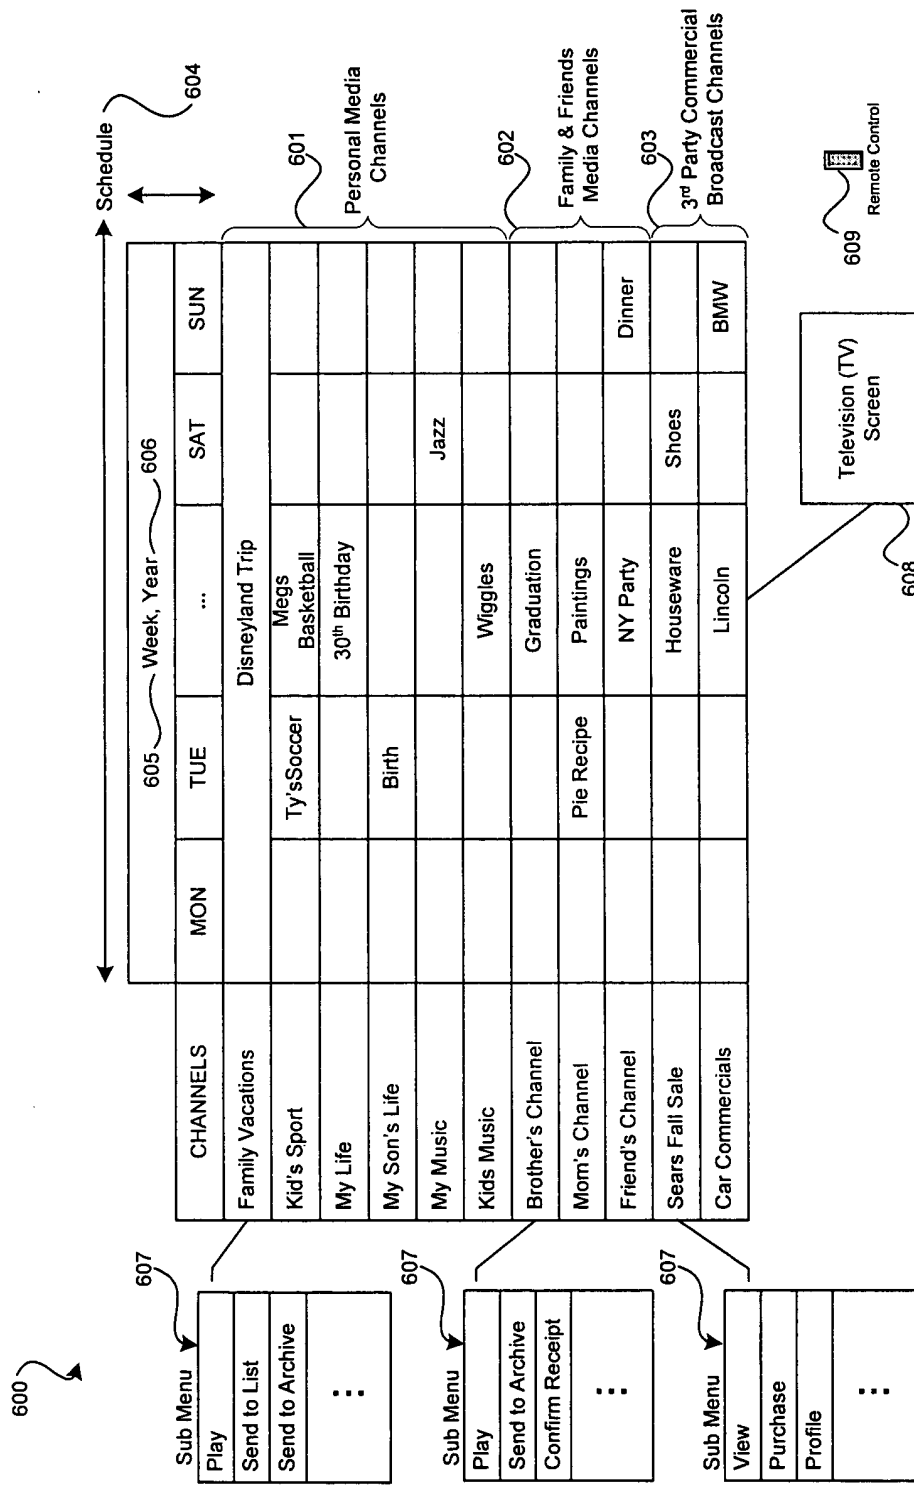 600
Schedule
604
605
Week, Year
606
CHANNELS
MON
TUE
...
SAT
SUN
Family Vacations
Disneyland Trip
Kid's Sport
Ty'sSoccer
Megs
Basketball
My Life
30th Birthday
My Son's Life
Birth
My Music
Jazz
Kids Music
Wiggles
Brother's Channel
Graduation
Mom's Channel
Pie Recipe
Paintings
Friend's Channel
NY Party
Dinner
Sears Fall Sale
Houseware
Shoes
Car Commercials
Lincoln
BMW
601
Personal Media
Channels
602
Family & Friends
Media Channels
603
3rd Party Commercial
Broadcast Channels
Sub Menu
607
Play
Send to List
Send to Archive
...
Sub Menu
607
Play
Send to Archive
Confirm Receipt
...
Sub Menu
607
View
Purchase
Profile
...
Television (TV)
Screen
608
609
Remote Control